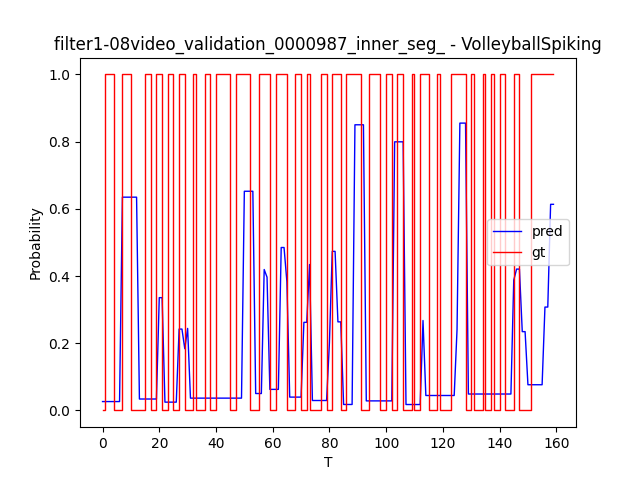 filter1-08video_validation_0000987_inner_seg_ - VolleyballSpiking
1.0
0.8
0.6
0.4
0.2
0.0
Probability
pred
gt
0 20 40 60 80 100 120 140 160
T